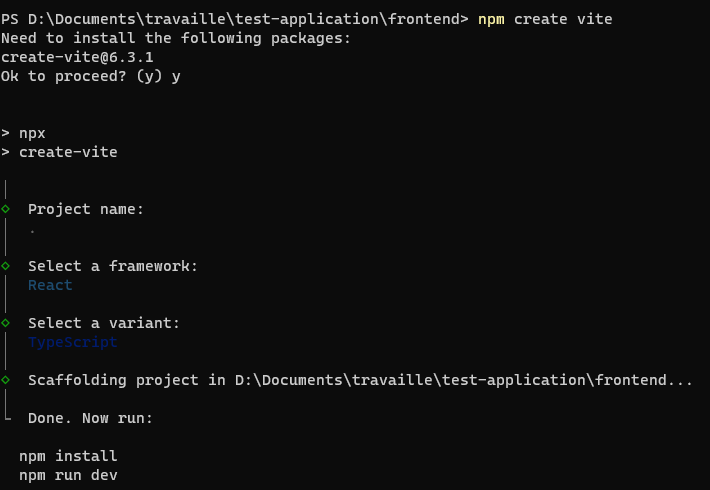 PS D:\Documents\travaille\test-application\frontend> npm create vite
Need to install the following packages:
create-vite@6.3.1
Ok to proceed? (y) y
> npx
> create-vite
Project name:
.
Select a framework:
React
Select a variant:
TypeScript
Scaffolding project in D:\Documents\travaille\test-application\frontend...
Done. Now run:
npm install
npm run dev